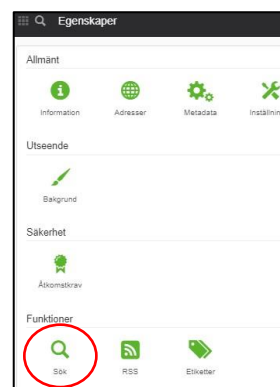 Egenskaper
Allmänt
Information Adresser Metadata Inställnin
Utseende
Bakgrund
Säkerhet
Åtkomstkrav
Funktioner
Sök RSS Etiketter